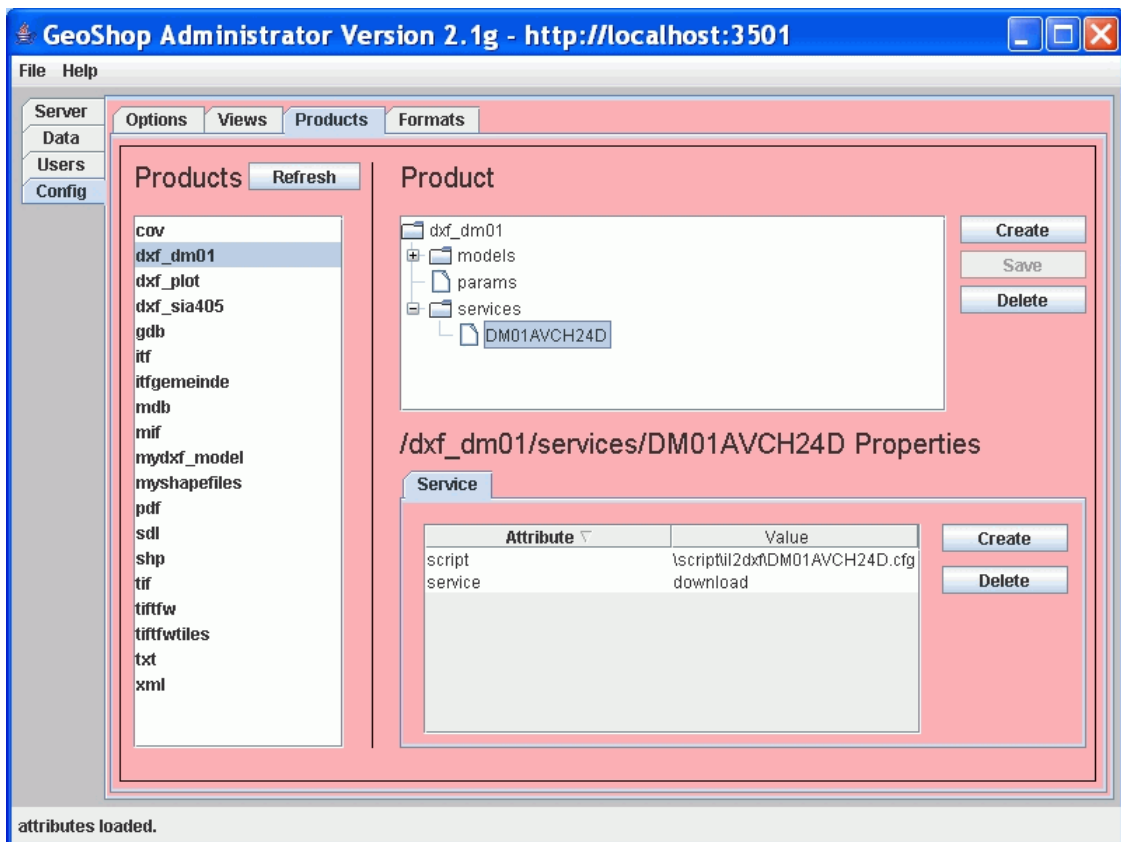 GeoShop Administrator Version 2.1g - http://localhost:3501
File Help
Server
Data
Users
Config
Options Views Products Formats
Products Refresh
cov
dxf_dm01
dxf_plot
dxf_sia405
gdb
itf
itfgemeinde
mdb
mif
mydxf_model
myshapefiles
pdf
sdl
shp
tif
tiftfw
tiftfwtiles
txt
xml
Product
dxf_dm01
models
params
services
DM01AVCH24D
Create
Save
Delete
/dxf_dm01/services/DM01AVCH24D Properties
Service
Attribute Value
script \script\il2dxf\DM01AVCH24D.cfg
service download
Create
Delete
attributes loaded.